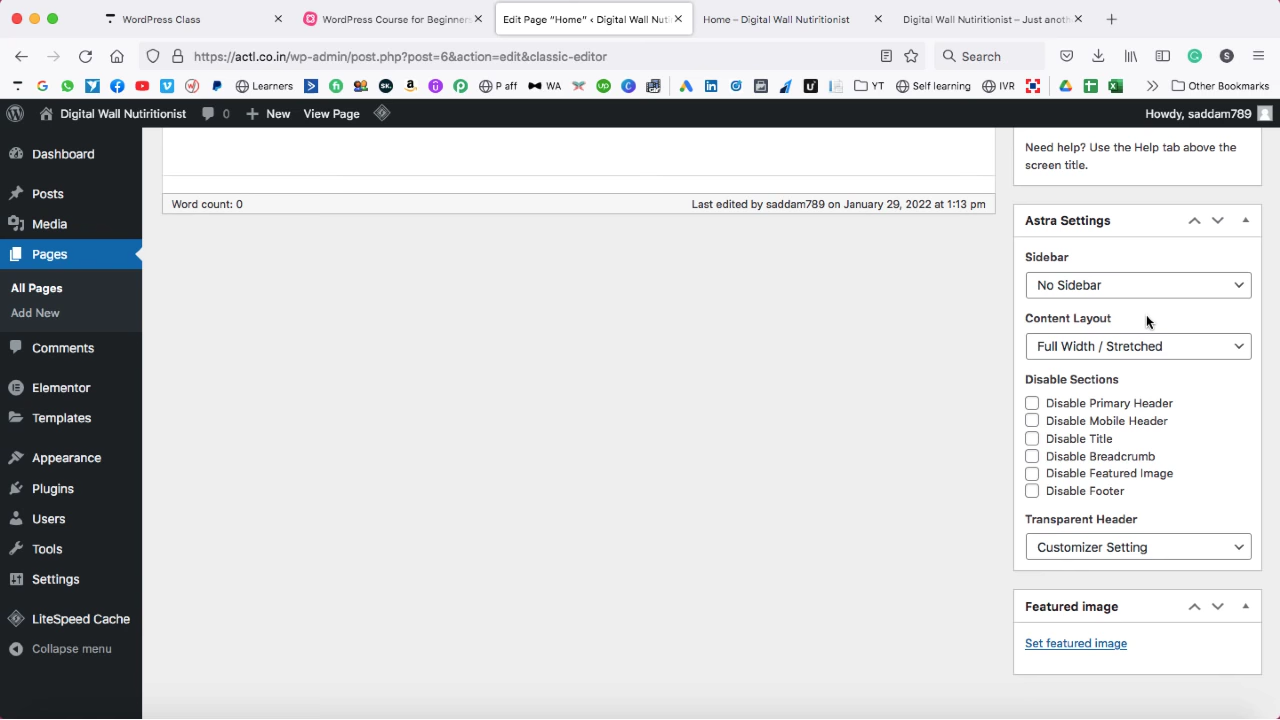 WordPress Class
WordPress Course for Beginners
Edit Page "Home" ‹ Digital Wall Nuti
Home – Digital Wall Nutiritionist
Digital Wall Nutiritionist – Just anoth
https://actl.co.in/wp-admin/post.php?post=6&action=edit&classic-editor
Search
Learners
P aff
WA
YT
Self learning
IVR
Other Bookmarks
Digital Wall Nutiritionist
0
New
View Page
Howdy, saddam789
Dashboard
Posts
Media
Pages
All Pages
Add New
Comments
Elementor
Templates
Appearance
Plugins
Users
Tools
Settings
LiteSpeed Cache
Collapse menu
Word count: 0
Last edited by saddam789 on January 29, 2022 at 1:13 pm
Need help? Use the Help tab above the
screen title.
Astra Settings
Sidebar
No Sidebar
Content Layout
Full Width / Stretched
Disable Sections
Disable Primary Header
Disable Mobile Header
Disable Title
Disable Breadcrumb
Disable Featured Image
Disable Footer
Transparent Header
Customizer Setting
Featured image
Set featured image